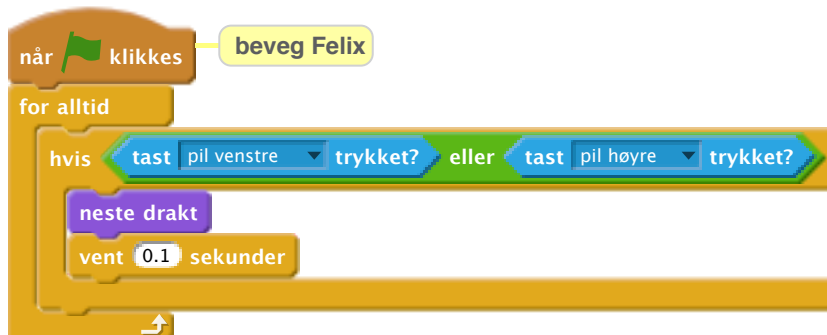 når klikkes
beveg Felix
for alltid
hvis tast pil venstre trykket? eller tast pil høyre trykket?
neste drakt
vent 0.1 sekunder